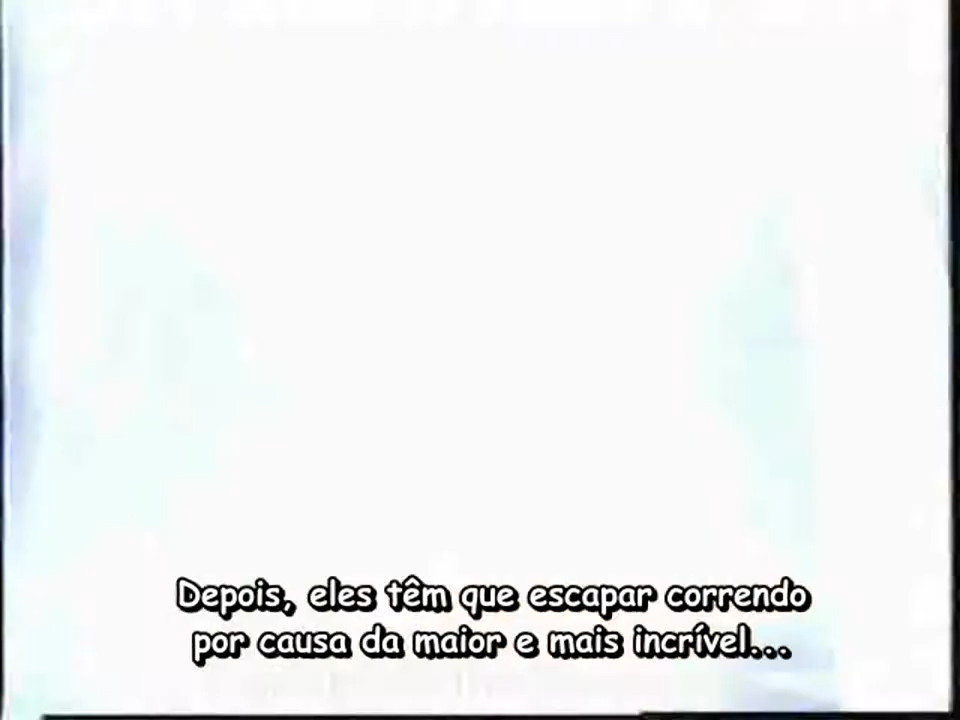 Depois, eles têm que escapar correndo
por causa da maior e mais incrível...